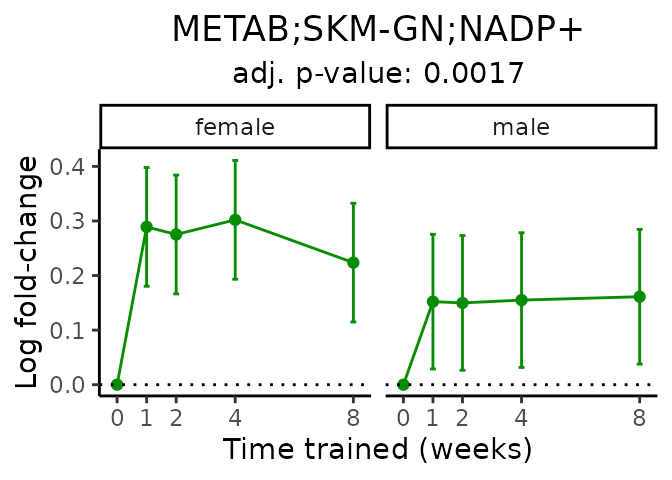 METAB;SKM-GN;NADP+
adj. p-value: 0.0017
female
male
Log fold-change
0.4
0.3
0.2
0.1
0.0
0 1 2 4 8
0 1 2 4 8
Time trained (weeks)